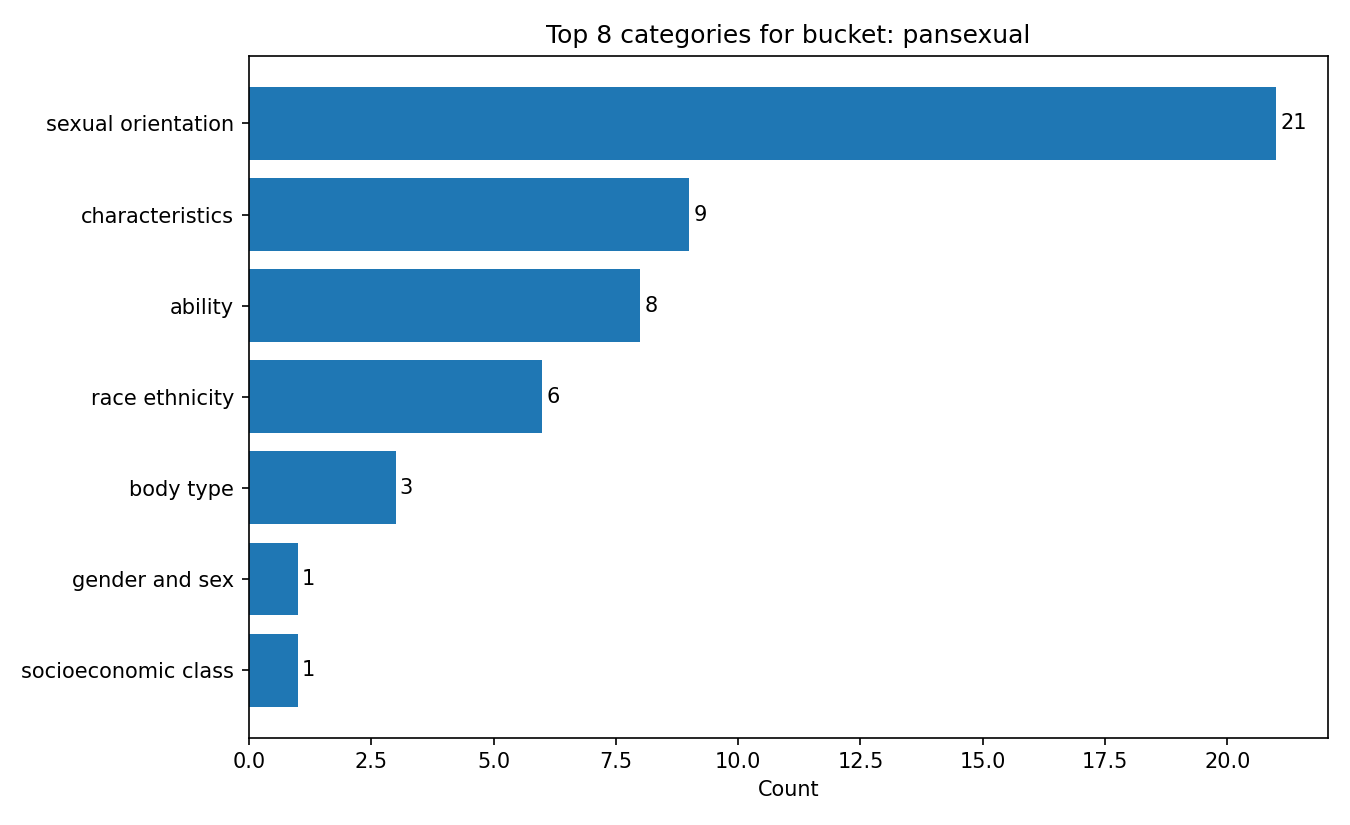 Top 8 categories for bucket: pansexual
sexual orientation
21
characteristics
9
ability
8
race ethnicity
6
body type
3
gender and sex
1
socioeconomic class
1
0.0 2.5 5.0 7.5 10.0 12.5 15.0 17.5 20.0
Count